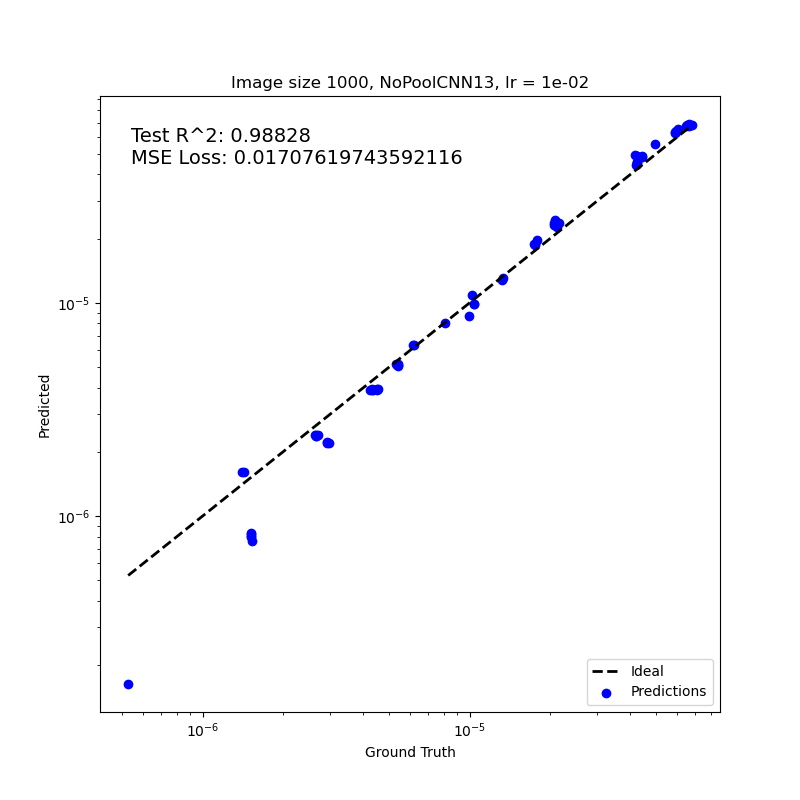 Image size 1000, NoPoolCNN13, lr = 1e-02
Test R^2: 0.98828
MSE Loss: 0.01707619743592116
10⁻⁵
10⁻⁶
Predicted
10⁻⁶
10⁻⁵
Ground Truth
Ideal
Predictions